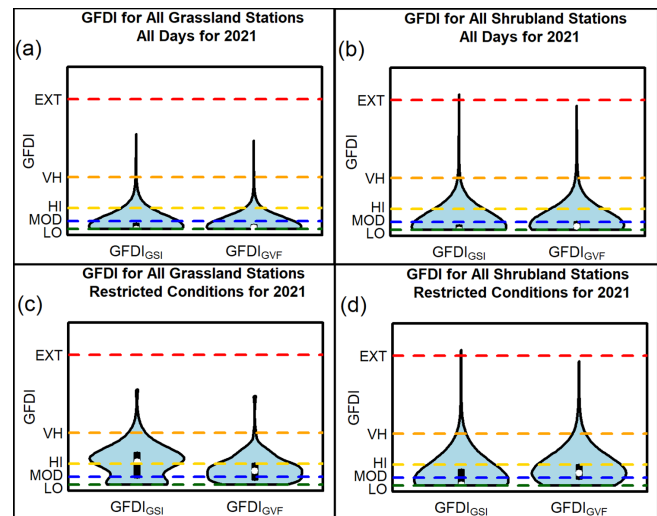 GFDI for All Grassland Stations
All Days for 2021
(a)
EXT
VH
HI
MOD
LO
GFDI
GFDIGSI
GFDIGVF
GFDI for All Shrubland Stations
All Days for 2021
(b)
EXT
VH
HI
MOD
LO
GFDI
GFDIGSI
GFDIGVF
GFDI for All Grassland Stations
Restricted Conditions for 2021
(c)
EXT
VH
HI
MOD
LO
GFDI
GFDIGSI
GFDIGVF
GFDI for All Shrubland Stations
Restricted Conditions for 2021
(d)
EXT
VH
HI
MOD
LO
GFDI
GFDIGSI
GFDIGVF